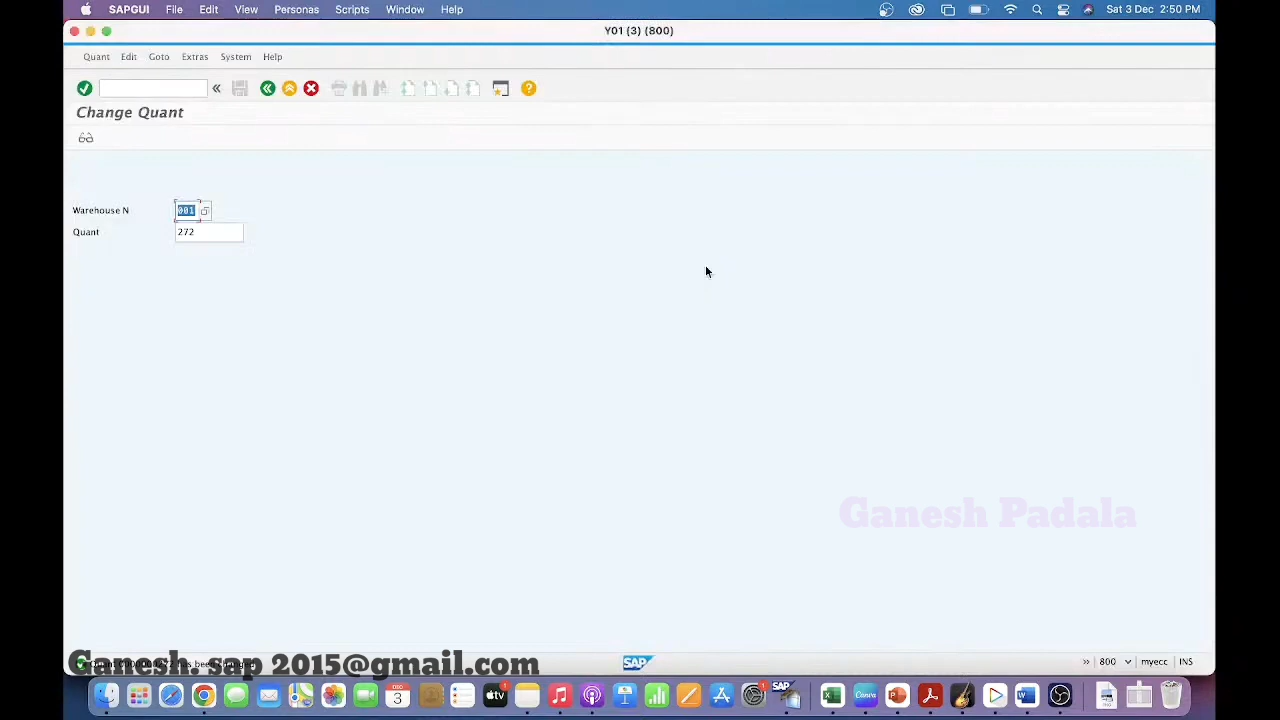 SAPGUI File Edit View Personas Scripts Window Help Sat 3 Dec 2:50 PM
Y01 (3) (800)
Quant Edit Goto Extras System Help
Change Quant
Warehouse N 001
Quant 272
Ganesh Padala
Ganesh.sap 2015@gmail.com
SAP
800 myecc INS